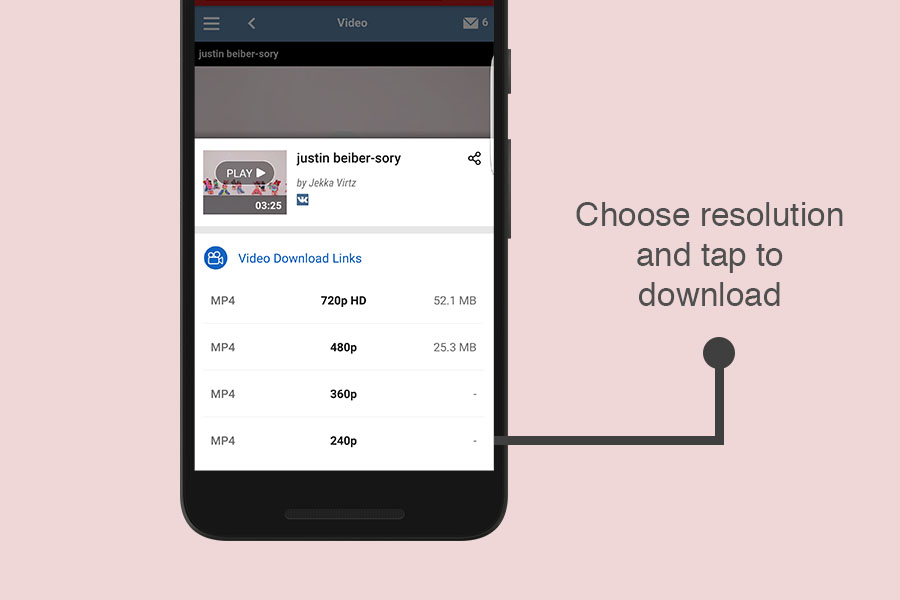 Video
6
justin beiber-sory
justin beiber-sory
PLAY
by Jekka Virtz
03:25
Video Download Links
MP4 720p HD 52.1 MB
MP4 480p 25.3 MB
MP4 360p -
MP4 240p -
Choose resolution
and tap to
download